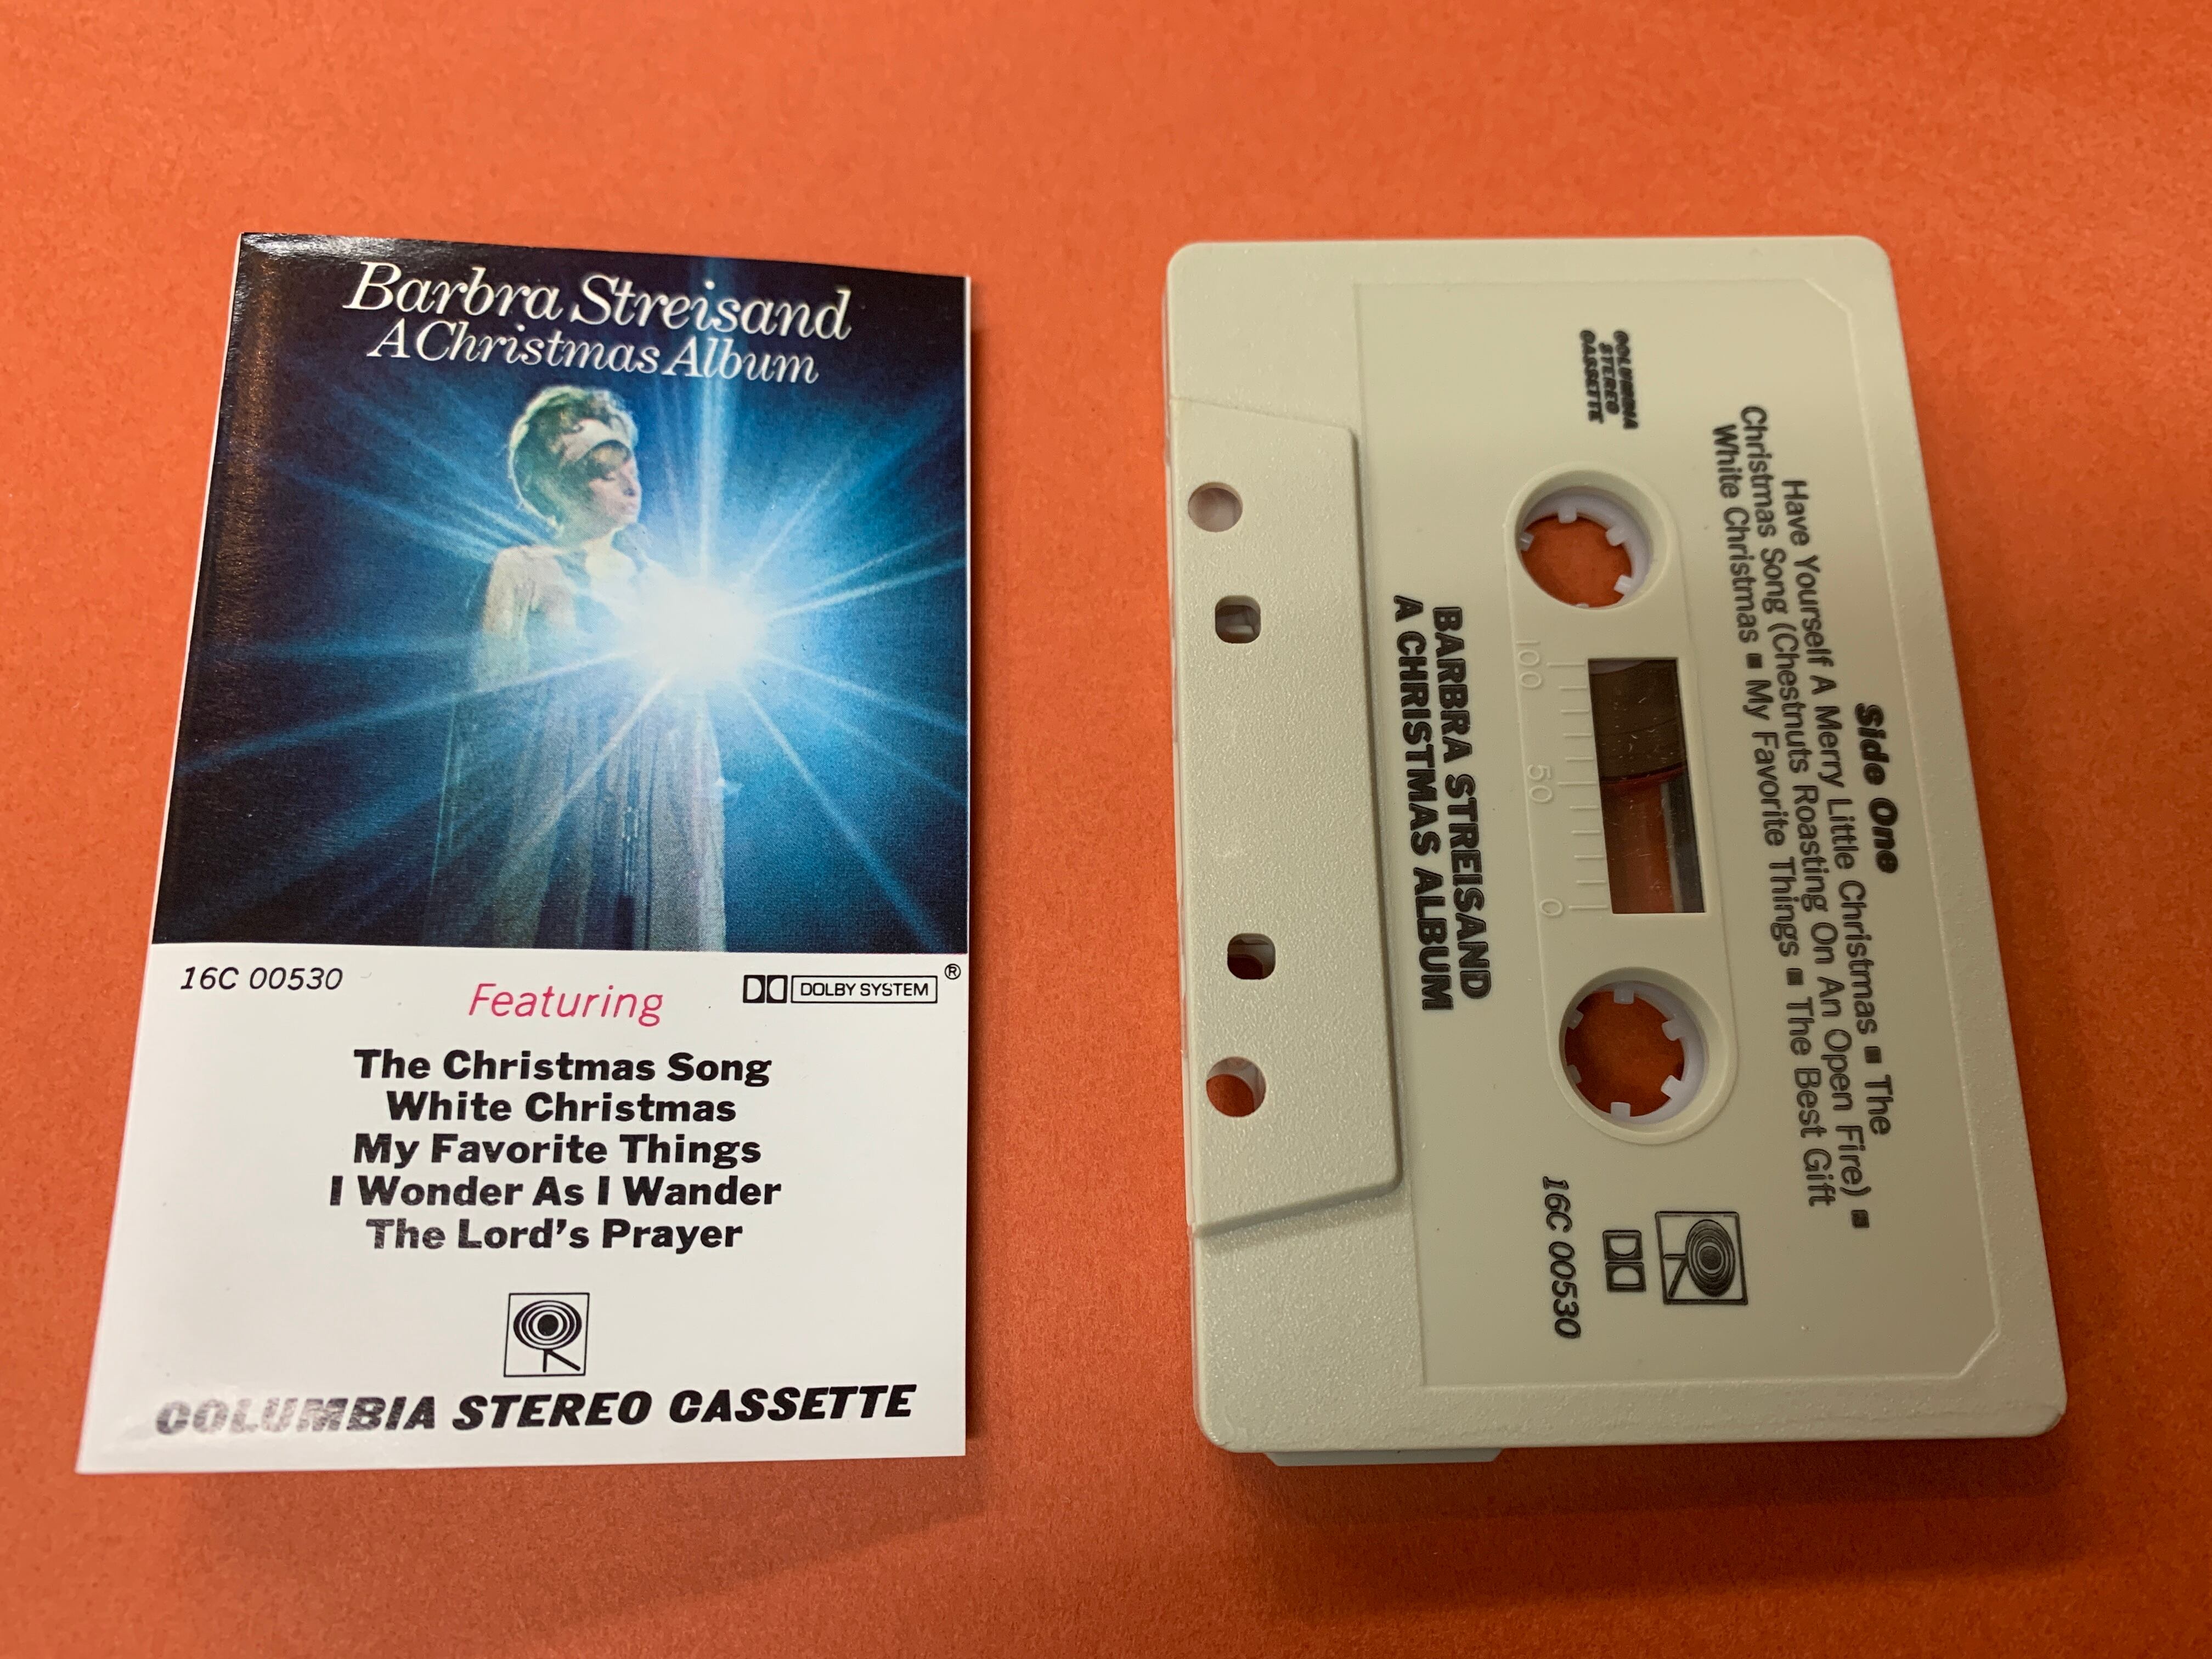 Barbra Streisand
A Christmas Album
16C 00530
DOLBY SYSTEM ®
Featuring
The Christmas Song
White Christmas
My Favorite Things
I Wonder As I Wander
The Lord's Prayer
COLUMBIA STEREO CASSETTE
Side One
Have Yourself A Merry Little Christmas ■ The
Christmas Song (Chestnuts Roasting On An Open Fire) ■
White Christmas ■ My Favorite Things ■ The Best Gift
COLUMBIA
STEREO
CASSETTE
100 50 0
16C 00530
BARBRA STREISAND
A CHRISTMAS ALBUM